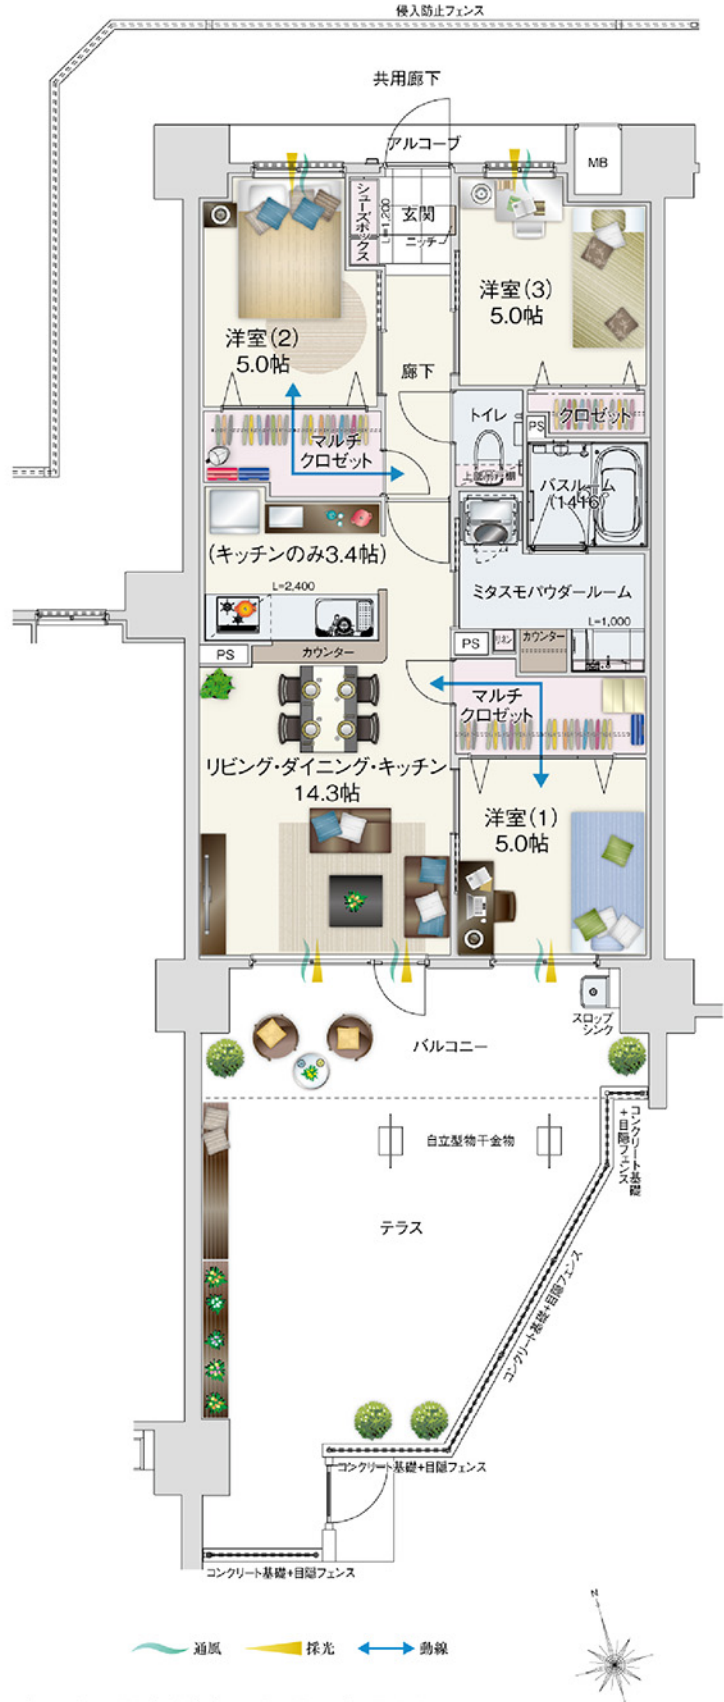 侵入防止フェンス
共用廊下
アルコーブ
MB
シューズボックス
L=1,200
玄関
ニッチ
洋室(3)
5.0帖
洋室(2)
5.0帖
廊下
トイレ
PS
クロゼット
マルチ
クロゼット
上部吊戸棚
バスルーム
(1416)
(キッチンのみ3.4帖)
L=2,400
ミタスモパウダールーム
L=1,000
PS
カウンター
PS
リネン
カウンター
マルチ
クロゼット
リビング・ダイニング・キッチン
14.3帖
洋室(1)
5.0帖
スロップ
シンク
バルコニー
コンクリート基礎
+目隠フェンス
自立型物干金物
テラス
コンクリート基礎+目隠フェンス
コンクリート基礎+目隠フェンス
コンクリート基礎+目隠フェンス
N
通風
採光
動線